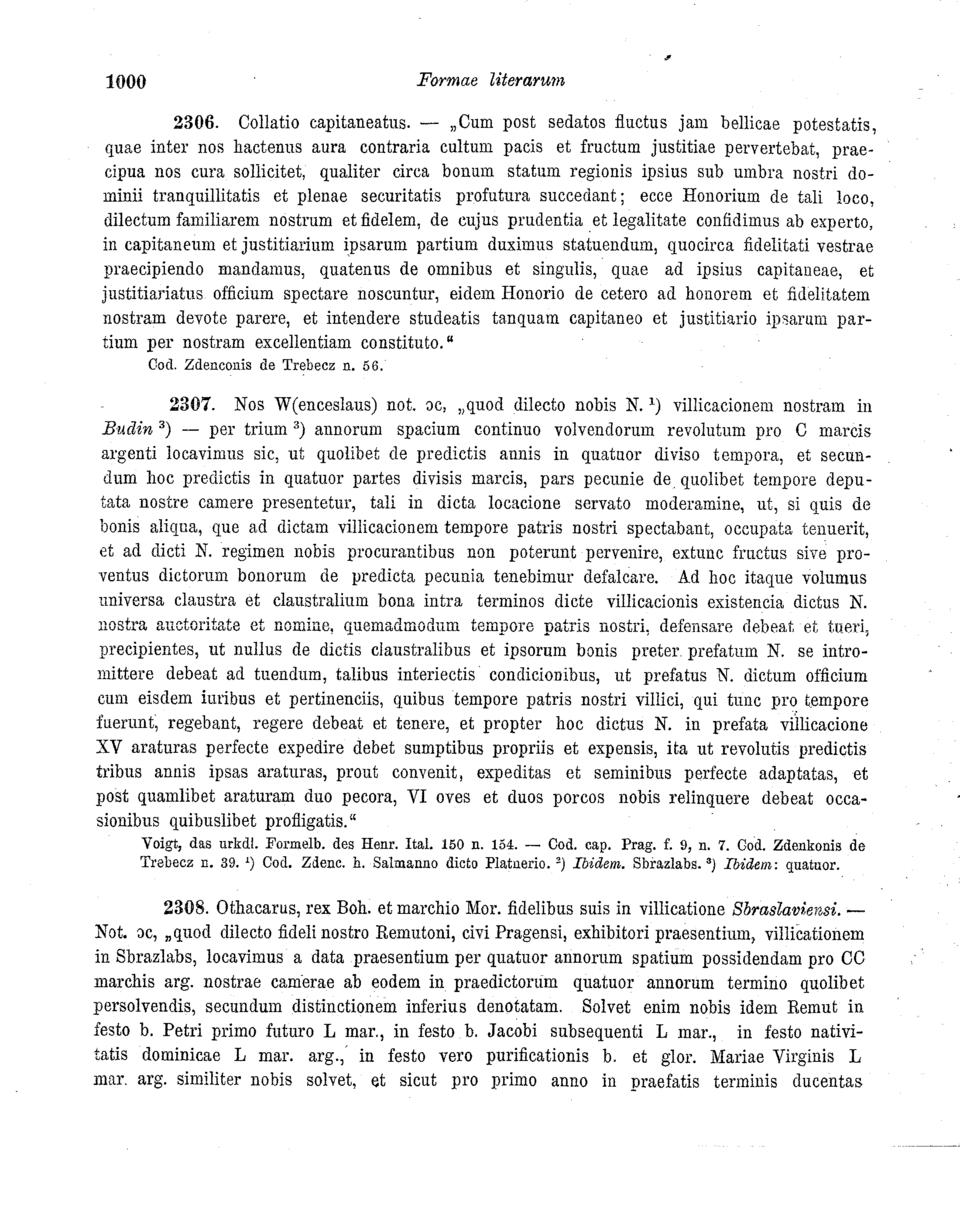 1000 Formae literarum
2306. Collatio capitaneatus. — „Cum post sedatos fluctus jam bellicae potestatis,
quae inter nos hactenus aura contraria cultum pacis et fructum justitiae pervertebat, prae-
cipua nos cura sollicitet, qualiter circa bonum statum regionis ipsius sub umbra nostri do-
minii tranquillitatis et plenae securitatis profutura succedant; ecce Honorium de tali loco,
dilectum familiarem nostrum et fidelem, de cujus prudentia et legalitate confidimus ab experto,
in capitaneum et justitiarium ipsarum partium duximus statuendum, quocirca fidelitati vestrae
praecipiendo mandamus, quatenus de omnibus et singulis, quae ad ipsius capitaneae, et
justitiariatus officium spectare noscuntur, eidem Honorio de cetero ad honorem et fidelitatem
nostram devote parere, et intendere studeatis tanquam capitaneo et justitiario ipsarum par-
tium per nostram excellentiam constituto.“
Cod. Zdenconis de Trebecz n. 56.
2307. Nos W(enceslaus) not. ɔc, „quod dilecto nobis N. ¹) villicacionem nostram in
Budin ³) — per trium ³) annorum spacium continuo volvendorum revolutum pro C marcis
argenti locavimus sic, ut quolibet de predictis annis in quatuor diviso tempora, et secun-
dum hoc predictis in quatuor partes divisis marcis, pars pecunie de quolibet tempore depu-
tata nostre camere presentetur, tali in dicta locacione servato moderamine, ut, si quis de
bonis aliqua, que ad dictam villicacionem tempore patris nostri spectabant, occupata tenuerit,
et ad dicti N. regimen nobis procurantibus non poterunt pervenire, extunc fructus sive pro-
ventus dictorum bonorum de predicta pecunia tenebimur defalcare. Ad hoc itaque volumus
universa claustra et claustralium bona intra terminos dicte villicacionis existencia dictus N.
nostra auctoritate et nomine, quemadmodum tempore patris nostri, defensare debeat et tueri,
precipientes, ut nullus de dictis claustralibus et ipsorum bonis preter prefatum N. se intro-
mittere debeat ad tuendum, talibus interiectis condicionibus, ut prefatus N. dictum officium
cum eisdem iuribus et pertinenciis, quibus tempore patris nostri villici, qui tunc pro tempore
fuerunt, regebant, regere debeat et tenere, et propter hoc dictus N. in prefata villicacione
XV araturas perfecte expedire debet sumptibus propriis et expensis, ita ut revolutis predictis
tribus annis ipsas araturas, prout convenit, expeditas et seminibus perfecte adaptatas, et
post quamlibet araturam duo pecora, VI oves et duos porcos nobis relinquere debeat occa-
sionibus quibuslibet profligatis.“
Voigt, das urkdl. Formelb. des Henr. Ital. 150 n. 154. — Cod. cap. Prag. f. 9, n. 7. Cod. Zdenkonis de
Trebecz n. 39. ¹) Cod. Zdenc. h. Salmanno dicto Platnerio. ²) Ibidem. Sbrazlabs. ³) Ibidem: quatuor.
2308. Othacarus, rex Boh. et marchio Mor. fidelibus suis in villicatione Sbraslaviensi. —
Not. ɔc, „quod dilecto fideli nostro Remutoni, civi Pragensi, exhibitori praesentium, villicationem
in Sbrazlabs, locavimus a data praesentium per quatuor annorum spatium possidendam pro CC
marchis arg. nostrae camerae ab eodem in praedictorum quatuor annorum termino quolibet
persolvendis, secundum distinctionem inferius denotatam. Solvet enim nobis idem Remut in
festo b. Petri primo futuro L mar., in festo b. Jacobi subsequenti L mar., in festo nativi-
tatis dominicae L mar. arg., in festo vero purificationis b. et glor. Mariae Virginis L
mar. arg. similiter nobis solvet, et sicut pro primo anno in praefatis terminis ducentas